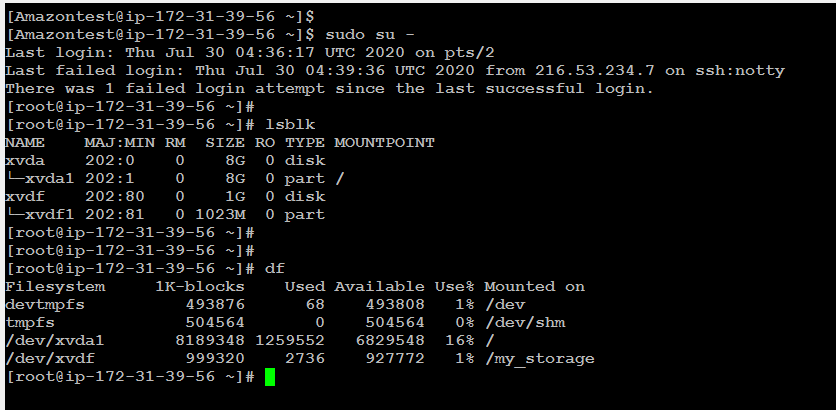 [Amazontest@ip-172-31-39-56 ~]$
[Amazontest@ip-172-31-39-56 ~]$ sudo su -
Last login: Thu Jul 30 04:36:17 UTC 2020 on pts/2
Last failed login: Thu Jul 30 04:39:36 UTC 2020 from 216.53.234.7 on ssh:notty
There was 1 failed login attempt since the last successful login.
[root@ip-172-31-39-56 ~]#
[root@ip-172-31-39-56 ~]# lsblk
NAME    MAJ:MIN RM  SIZE RO TYPE MOUNTPOINT
xvda    202:0    0    8G  0 disk
└─xvda1 202:1    0    8G  0 part /
xvdf    202:80   0    1G  0 disk
└─xvdf1 202:81   0 1023M  0 part
[root@ip-172-31-39-56 ~]#
[root@ip-172-31-39-56 ~]#
[root@ip-172-31-39-56 ~]# df
Filesystem     1K-blocks    Used Available Use% Mounted on
devtmpfs          493876      68    493808   1% /dev
tmpfs             504564       0    504564   0% /dev/shm
/dev/xvda1       8189348 1259552   6829548  16% /
/dev/xvdf         999320    2736    927772   1% /my_storage
[root@ip-172-31-39-56 ~]#